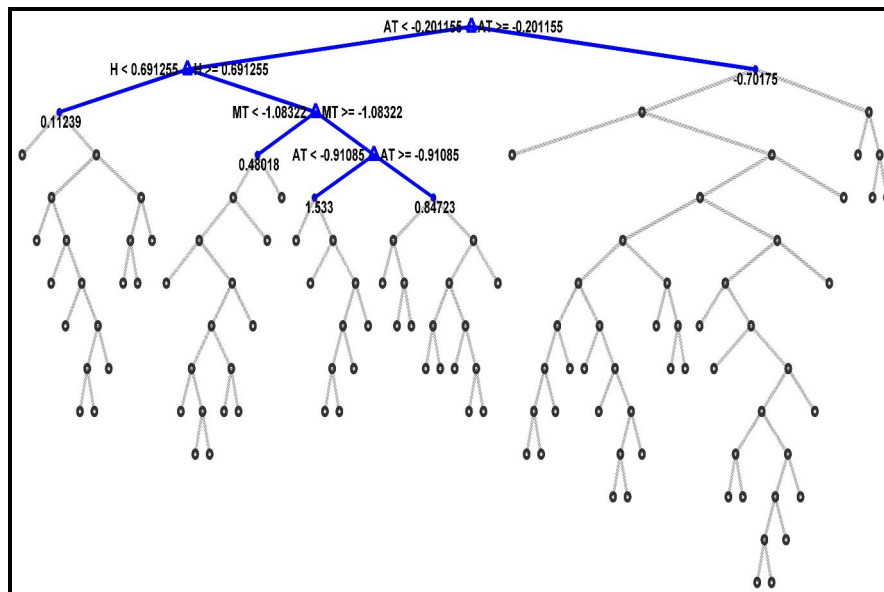 AT < -0.201155 AT >= -0.201155
H < 0.691255 H >= 0.691255
-0.70175
MT < -1.08322 MT >= -1.08322
0.11239
AT < -0.91085 AT >= -0.91085
0.48018
1.533 0.84723